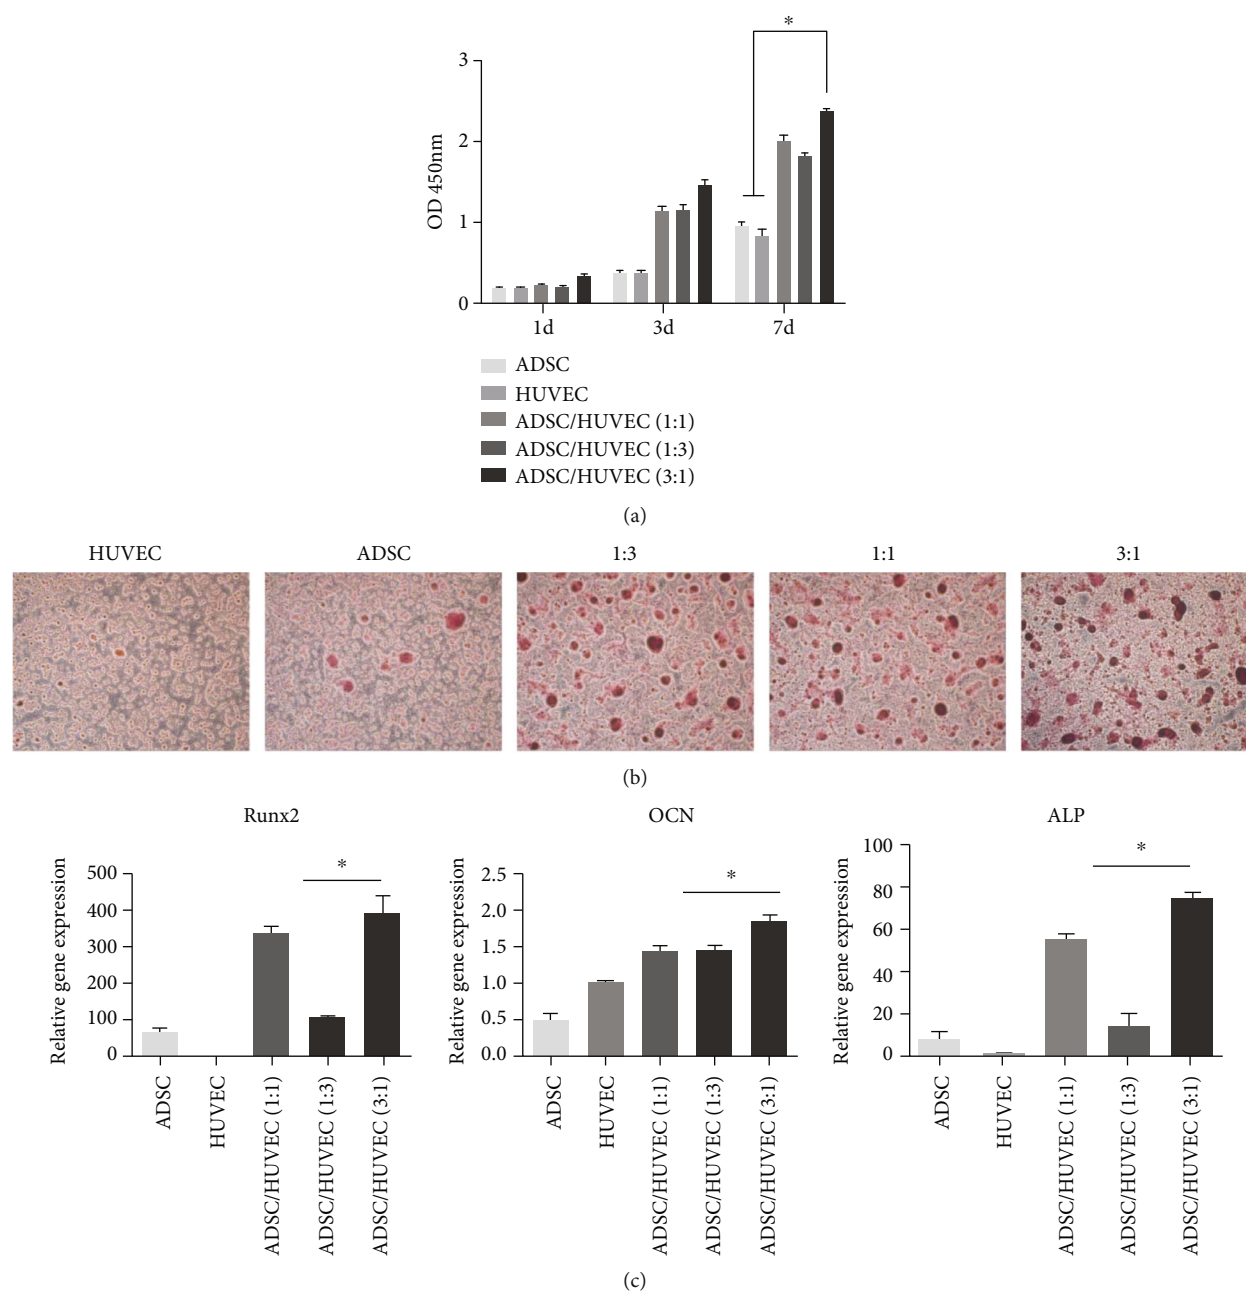 *
3
2
1
0
OD 450nm
1d 3d 7d
ADSC
HUVEC
ADSC/HUVEC (1:1)
ADSC/HUVEC (1:3)
ADSC/HUVEC (3:1)
(a)
HUVEC ADSC 1:3 1:1 3:1
(b)
Runx2
Relative gene expression
500
400
300
200
100
0
*
ADSC
HUVEC
ADSC/HUVEC (1:1)
ADSC/HUVEC (1:3)
ADSC/HUVEC (3:1)
OCN
Relative gene expression
2.5
2.0
1.5
1.0
0.5
0.0
*
ADSC
HUVEC
ADSC/HUVEC (1:1)
ADSC/HUVEC (1:3)
ADSC/HUVEC (3:1)
ALP
Relative gene expression
100
80
60
40
20
0
*
ADSC
HUVEC
ADSC/HUVEC (1:1)
ADSC/HUVEC (1:3)
ADSC/HUVEC (3:1)
(c)